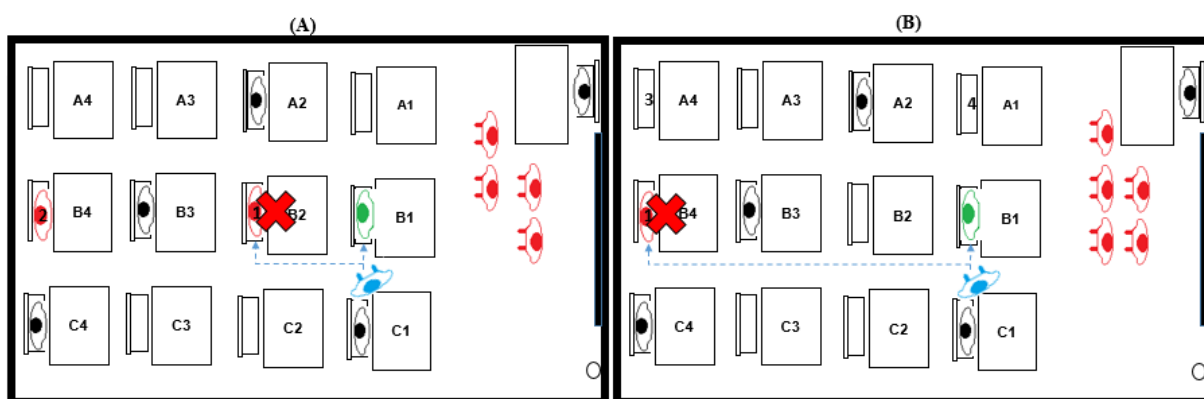 (A)
(B)
A4 A3 A2 A1
2 B4 B3 1 B2 B1
C4 C3 C2 C1
3 A4 A3 A2 4 A1
1 B4 B3 B2 B1
C4 C3 C2 C1